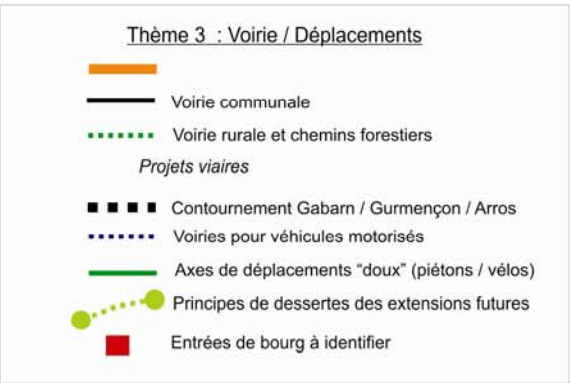 Thème 3 : Voirie / Déplacements
Voirie communale
Voirie rurale et chemins forestiers
Projets viaires
Contournement Gabarn / Gurmençon / Arros
Voiries pour véhicules motorisés
Axes de déplacements “doux” (piétons / vélos)
Principes de dessertes des extensions futures
Entrées de bourg à identifier